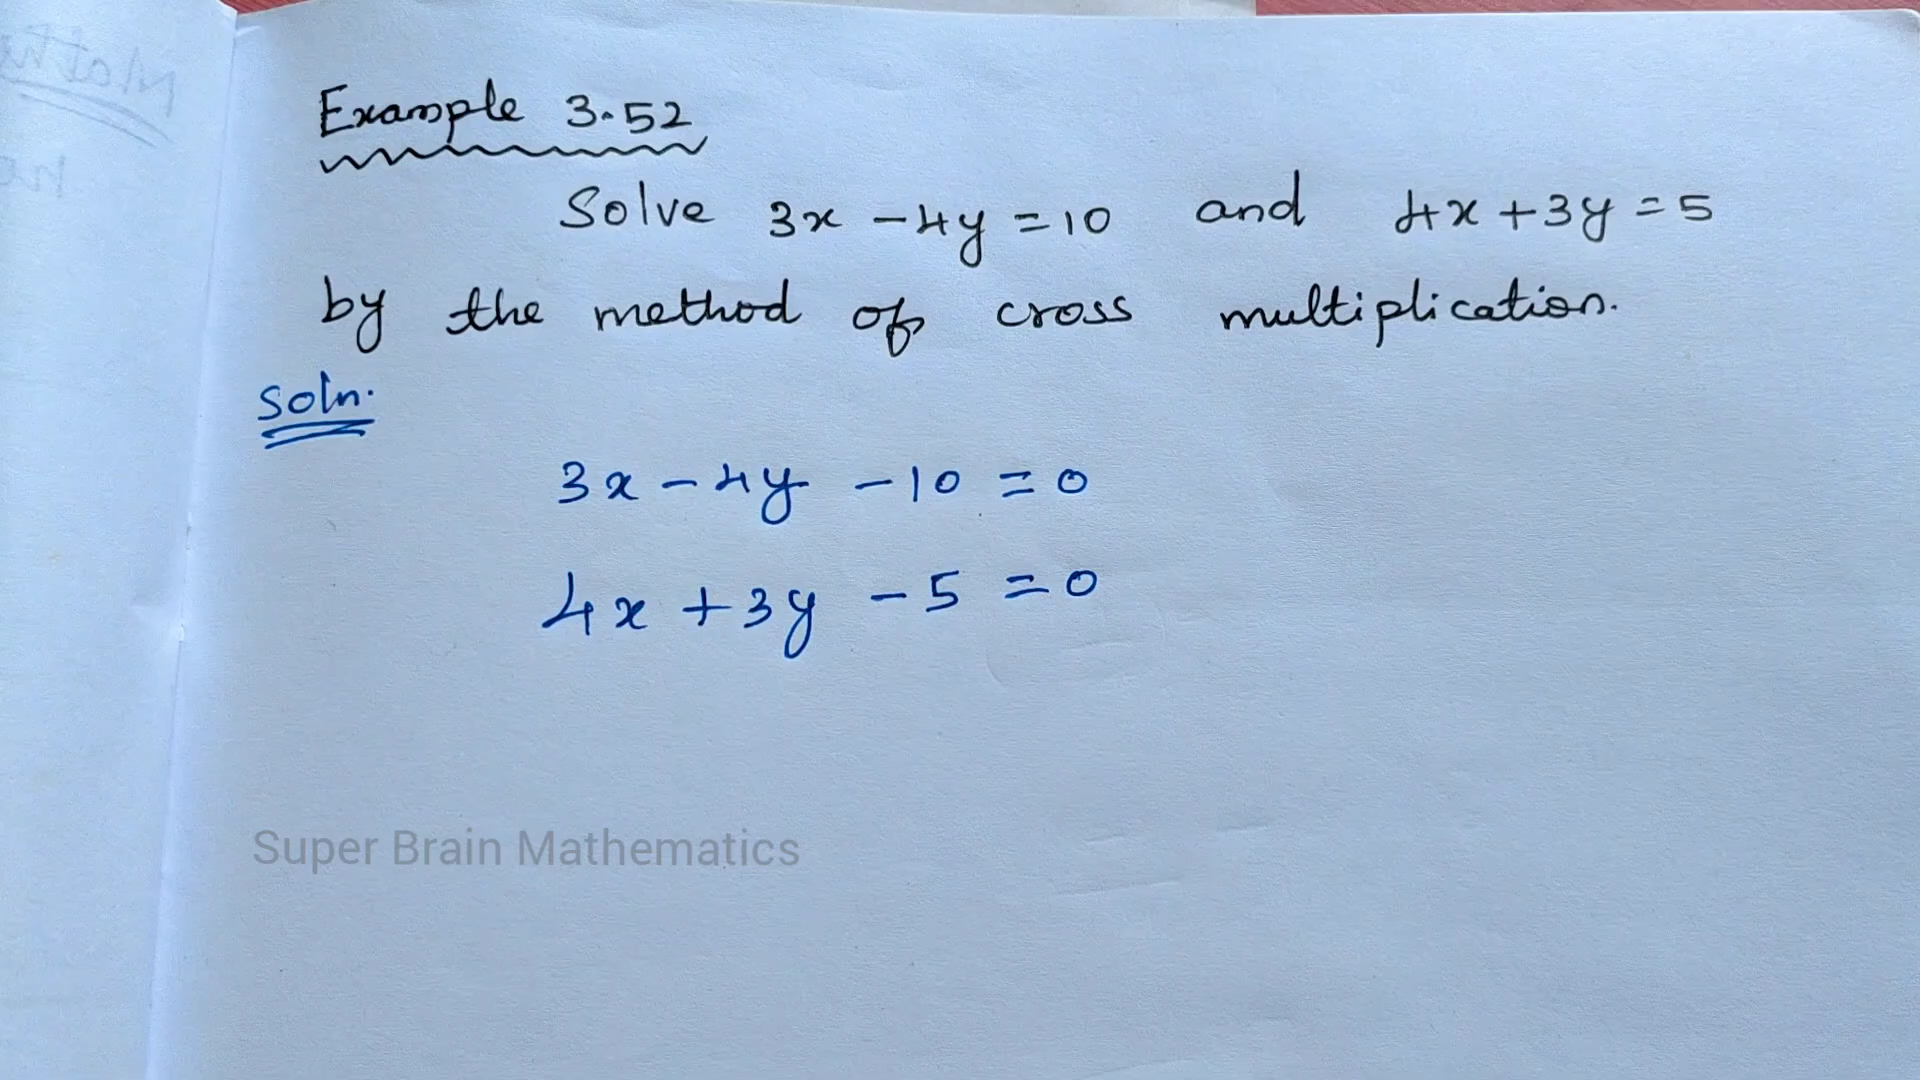 Example 3.52
Solve 3x - 4y = 10 and 4x + 3y = 5
by the method of cross multiplication.
Soln.
3x - 4y - 10 = 0
4x + 3y - 5 = 0
Super Brain Mathematics